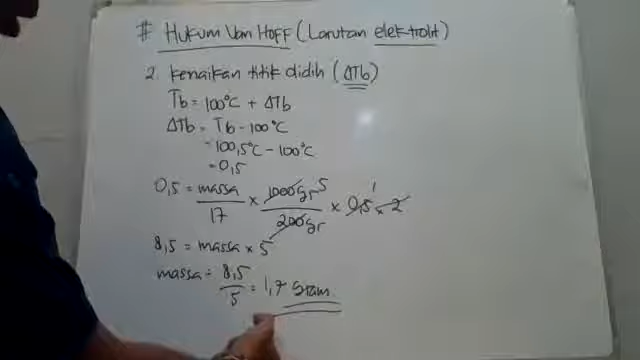 # Hukum Van Hoff (Larutan elektrolit)
2. Kenaikan titik didih (ΔTb)
Tb = 100°C + ΔTb
ΔTb = Tb - 100°C
= 100,5°C - 100°C
= 0,5
0,5 = massa/17 × 1000gr/200gr 5 × 0,5 × 2 1
8,5 = massa × 5
massa = 8,5/5 = 1,7 gram